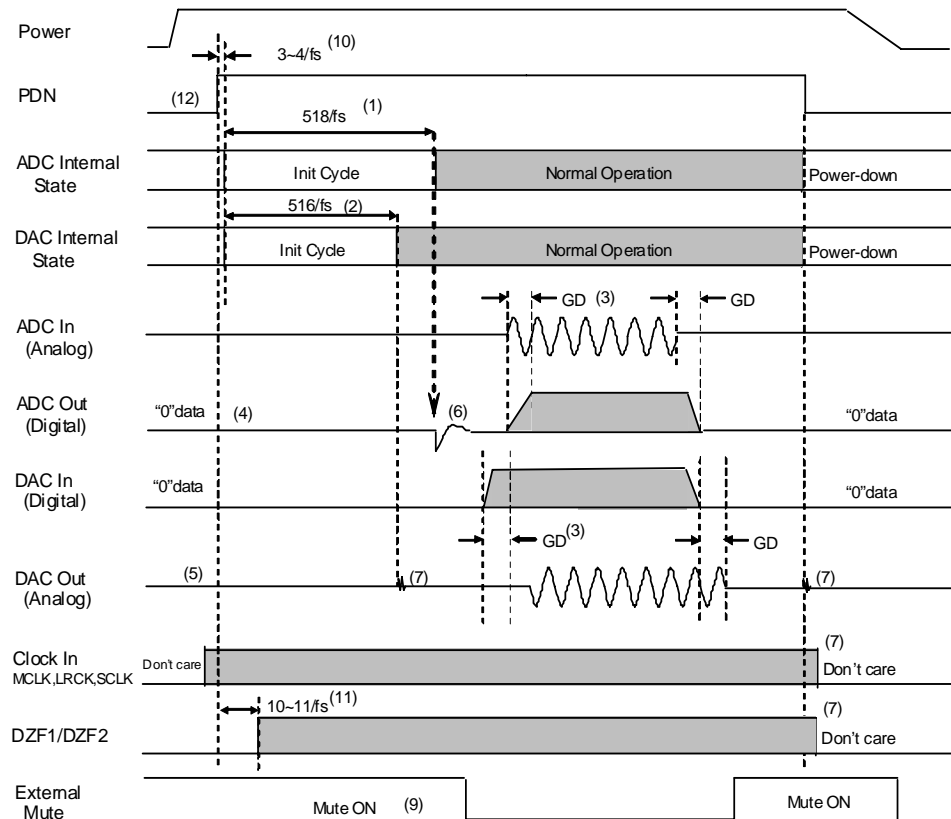 Power
3~4/fs (10)
PDN
(12)
518/fs (1)
ADC Internal
State
Init Cycle
Normal Operation
Power-down
516/fs (2)
DAC Internal
State
Init Cycle
Normal Operation
Power-down
GD (3)
GD
ADC In
(Analog)
ADC Out
(Digital)
"0"data
(4)
(6)
"0"data
DAC In
(Digital)
"0"data
"0"data
GD (3)
GD
DAC Out
(Analog)
(5)
(7)
(7)
Clock In
MCLK,LRCK,SCLK
Don't care
(7)
Don't care
10~11/fs (11)
DZF1/DZF2
(7)
Don't care
External
Mute
Mute ON (9)
Mute ON